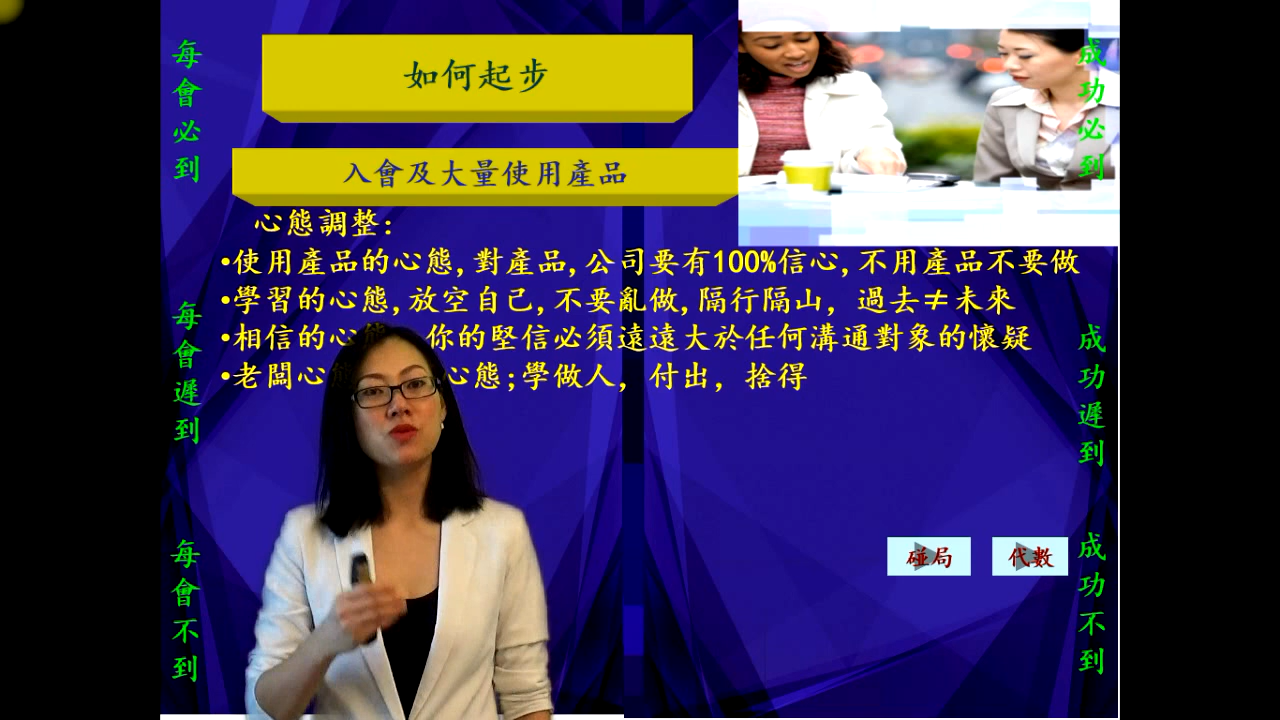 如何起步
入會及大量使用產品
心態調整:
•使用產品的心態,對產品,公司要有100%信心,不用產品不要做
•學習的心態,放空自己,不要亂做,隔行隔山, 過去≠未來
•相信的心態 你的堅信必須遠遠大於任何溝通對象的懷疑
•老闆心 心態;學做人, 付出, 捨得
碰局
代數
每會必到
每會遲到
每會不到
成功必到
成功遲到
成功不到